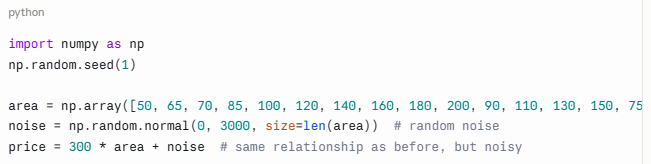 python
import numpy as np
np.random.seed(1)
area = np.array([50, 65, 70, 85, 100, 120, 140, 160, 180, 200, 90, 110, 130, 150, 75
noise = np.random.normal(0, 3000, size=len(area))  # random noise
price = 300 * area + noise  # same relationship as before, but noisy